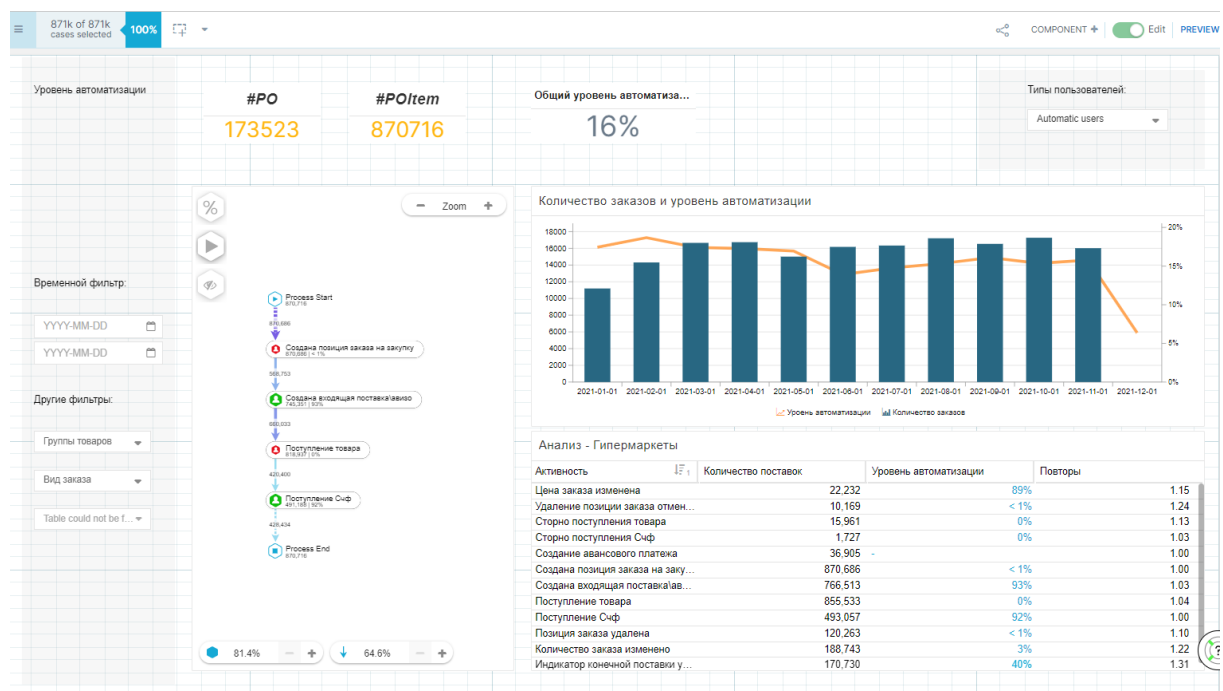 871k of 871k
cases selected
100%
COMPONENT +
Edit
PREVIEW
Уровень автоматизации
#PO
173523
#POItem
870716
Общий уровень автоматиза...
16%
Типы пользователей:
Automatic users
Временной фильтр:
YYYY-MM-DD
YYYY-MM-DD
Другие фильтры:
Группы товаров
Вид заказа
Table could not be f...
%
Zoom
Process Start
870,716
870,686
Создана позиция заказа на закупку
870,686 | < 1%
568,753
Создана входящая поставка\авизо
745,351 | 93%
680,933
Поступление товара
818,937 | 0%
420,400
Поступление Счф
491,188 | 92%
428,434
Process End
870,716
81.4%
64.6%
Количество заказов и уровень автоматизации
18000
16000
14000
12000
10000
8000
6000
4000
2000
0
20%
15%
10%
5%
0%
2021-01-01 2021-02-01 2021-03-01 2021-04-01 2021-05-01 2021-06-01 2021-07-01 2021-08-01 2021-09-01 2021-10-01 2021-11-01 2021-12-01
Уроень автоматизации Количество заказов
Анализ - Гипермаркеты
Активность 1 Количество поставок Уровень автоматизации Повторы
Цена заказа изменена 22,232 89% 1.15
Удаление позиции заказа отмен... 10,169 < 1% 1.24
Сторно поступления товара 15,961 0% 1.13
Сторно поступления Счф 1,727 0% 1.03
Создание авансового платежа 36,905 - 1.00
Создана позиция заказа на заку... 870,686 < 1% 1.00
Создана входящая поставка\ав... 766,513 93% 1.03
Поступление товара 855,533 0% 1.04
Поступление Счф 493,057 92% 1.00
Позиция заказа удалена 120,263 < 1% 1.10
Количество заказа изменено 188,743 3% 1.22
Индикатор конечной поставки у... 170,730 40% 1.31
?